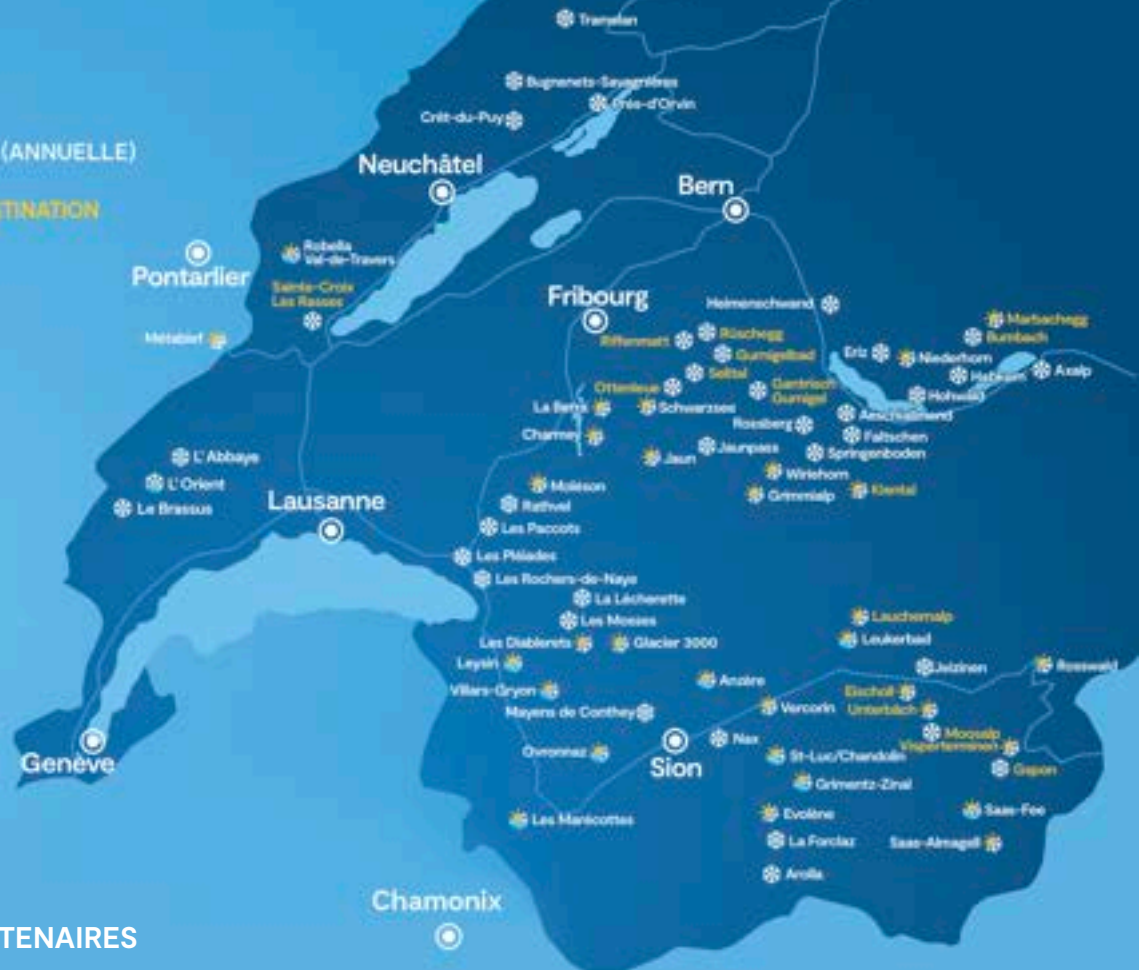 Tramelan
Bugnenets-Savagnières
Prés-d'Orvin
Crêt-du-Puy
(ANNUELLE)
Neuchâtel
Bern
TINATION
Robella
Val-de-Travers
Pontarlier
Sainte-Croix
Les Rasses
Fribourg
Heimenschwand
Métabief
Marbachegg
Bumbach
Riffenmatt
Rüschegg
Gurnigelbad
Eriz
Niederhorn
Habkern
Axalp
Selital
Ottenleue
Gantrisch
Gurnigel
Hohwald
La Berra
Schwarzsee
Aeschiallmend
Rossberg
Charmey
Faltschen
Jaunpass
Springenboden
Jaun
L'Abbaye
Wiriehorn
L'Orient
Moléson
Grimmialp
Kiental
Le Brassus
Lausanne
Rathvel
Les Paccots
Les Pléiades
Les Rochers-de-Naye
La Lécherette
Les Mosses
Lauchernalp
Les Diablerets
Glacier 3000
Leukerbad
Leysin
Jeizinen
Rosswald
Anzère
Villars-Gryon
Eischoll
Vercorin
Unterbäch
Mayens de Conthey
Nax
Moosalp
Visperterminen
Ovronnaz
Sion
St-Luc/Chandolin
Genève
Gspon
Grimentz-Zinal
Les Marécottes
Evolène
Saas-Fee
La Forclaz
Saas-Almagell
Arolla
Chamonix
TENAIRES